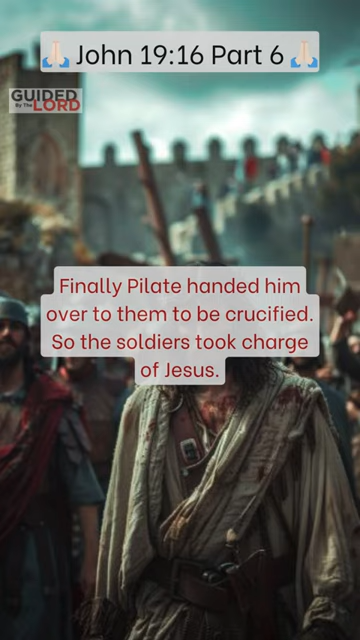 🙏🏻 John 19:16 Part 6 🙏🏻
GUIDED
By The LORD
Finally Pilate handed him
over to them to be crucified.
So the soldiers took charge
of Jesus.